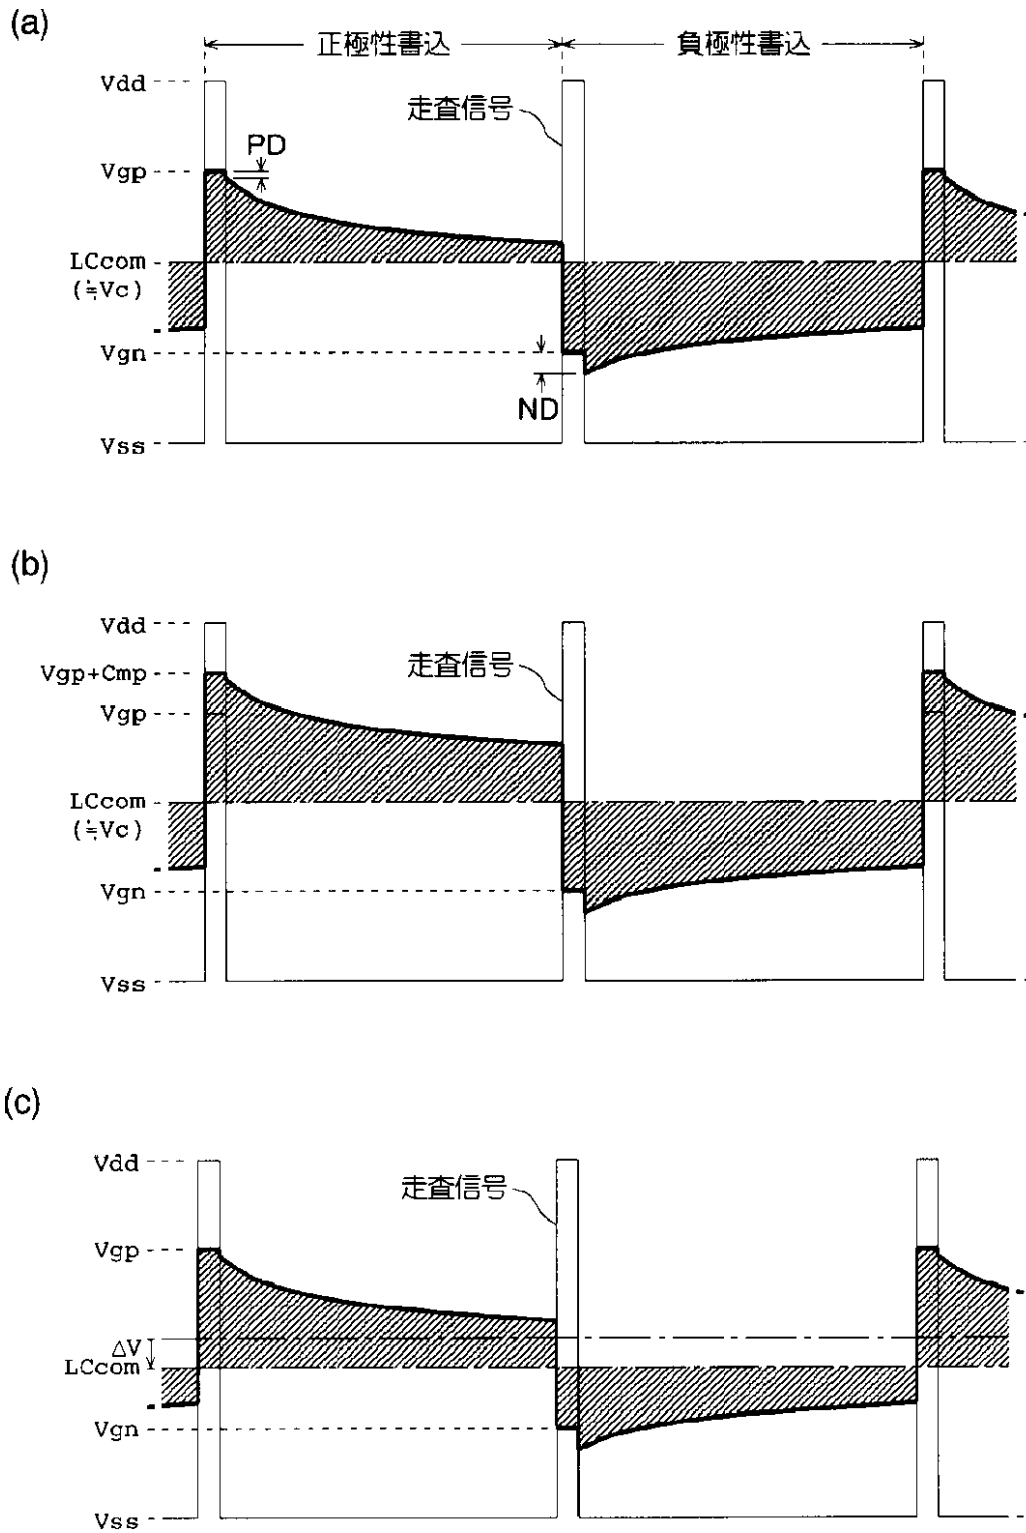 (a)
正極性書込 負極性書込
Vdd
走査信号
PD
Vgp
LCcom
(≒Vc)
Vgn
ND
Vss
(b)
Vdd
Vgp+Cmp
走査信号
Vgp
LCcom
(≒Vc)
Vgn
Vss
(c)
Vdd
走査信号
Vgp
ΔV
LCcom
Vgn
Vss